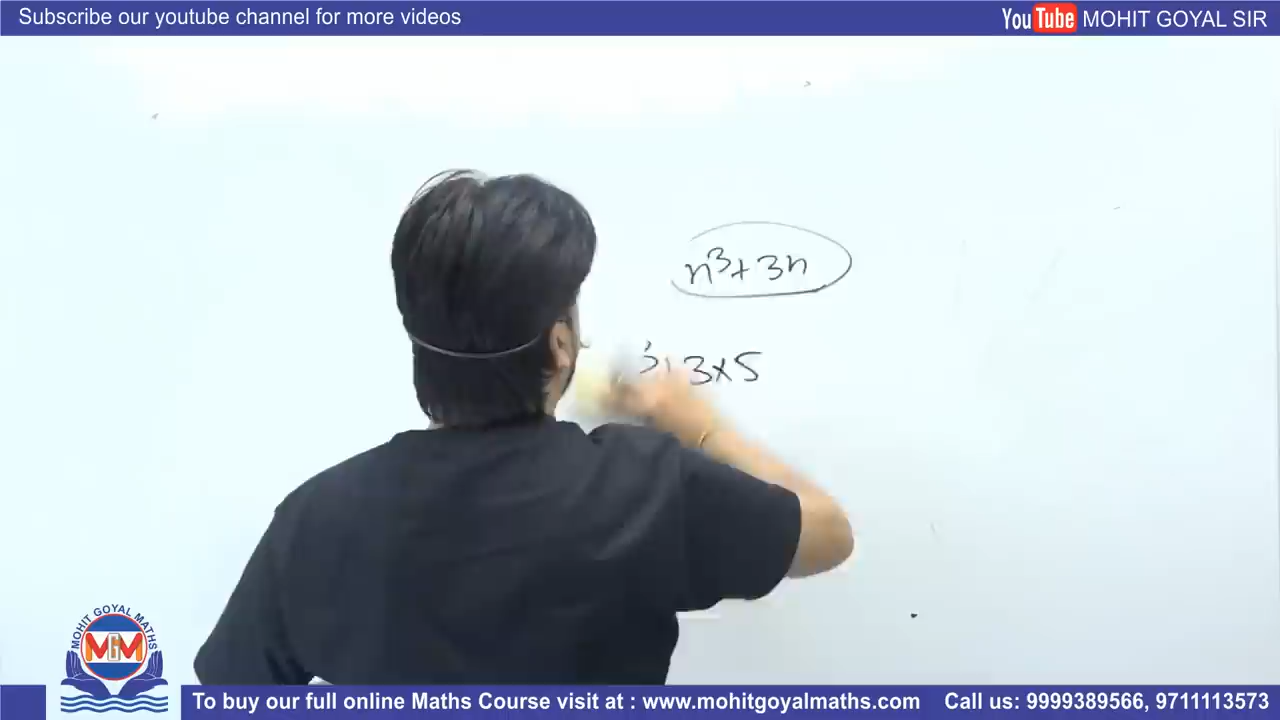 Subscribe our youtube channel for more videos
YouTube MOHIT GOYAL SIR
n³+3n
3×5
MOHIT GOYAL MATHS
MGM
To buy our full online Maths Course visit at : www.mohitgoyalmaths.com
Call us: 9999389566, 9711113573